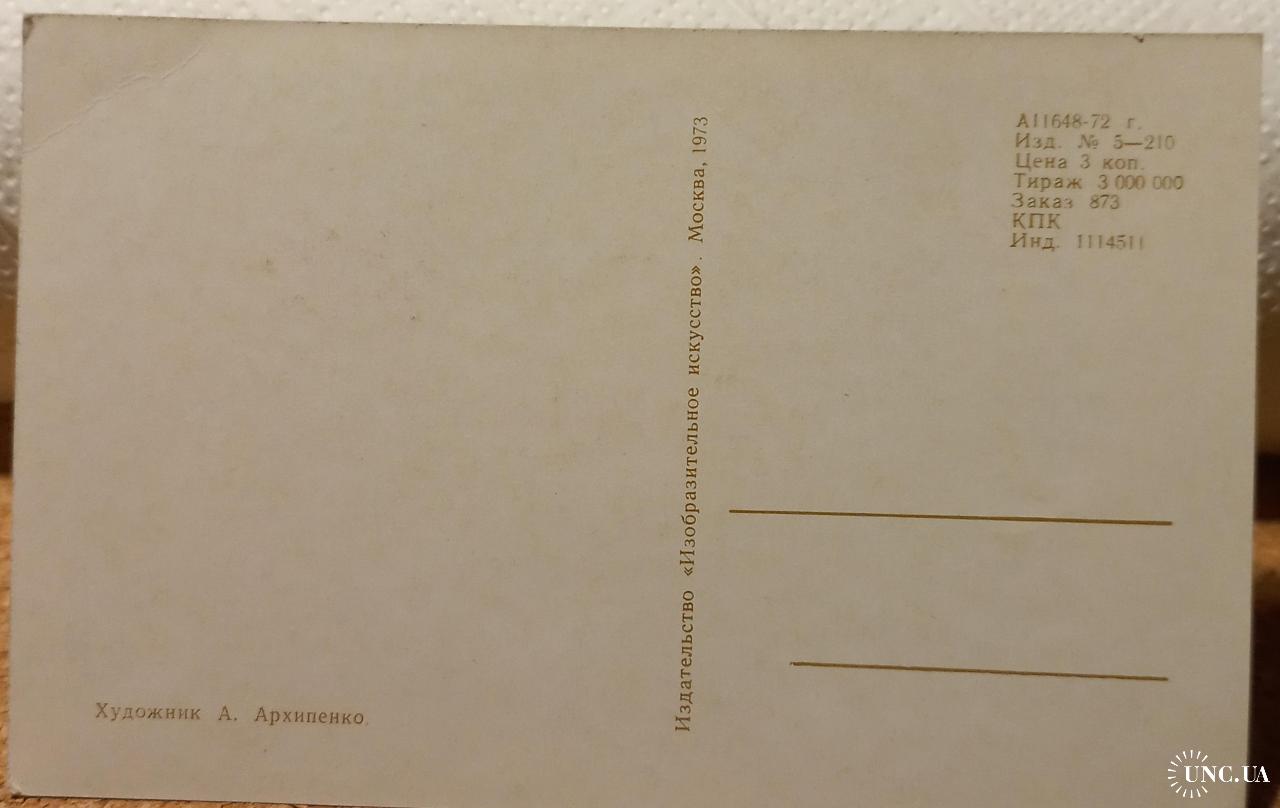 А11648-72 г.
Изд. № 5—210
Цена 3 коп.
Тираж 3 000 000
Заказ 873
КПК
Инд. 1114511
Издательство «Изобразительное искусство». Москва, 1973
Художник А. Архипенко
UNC.UA